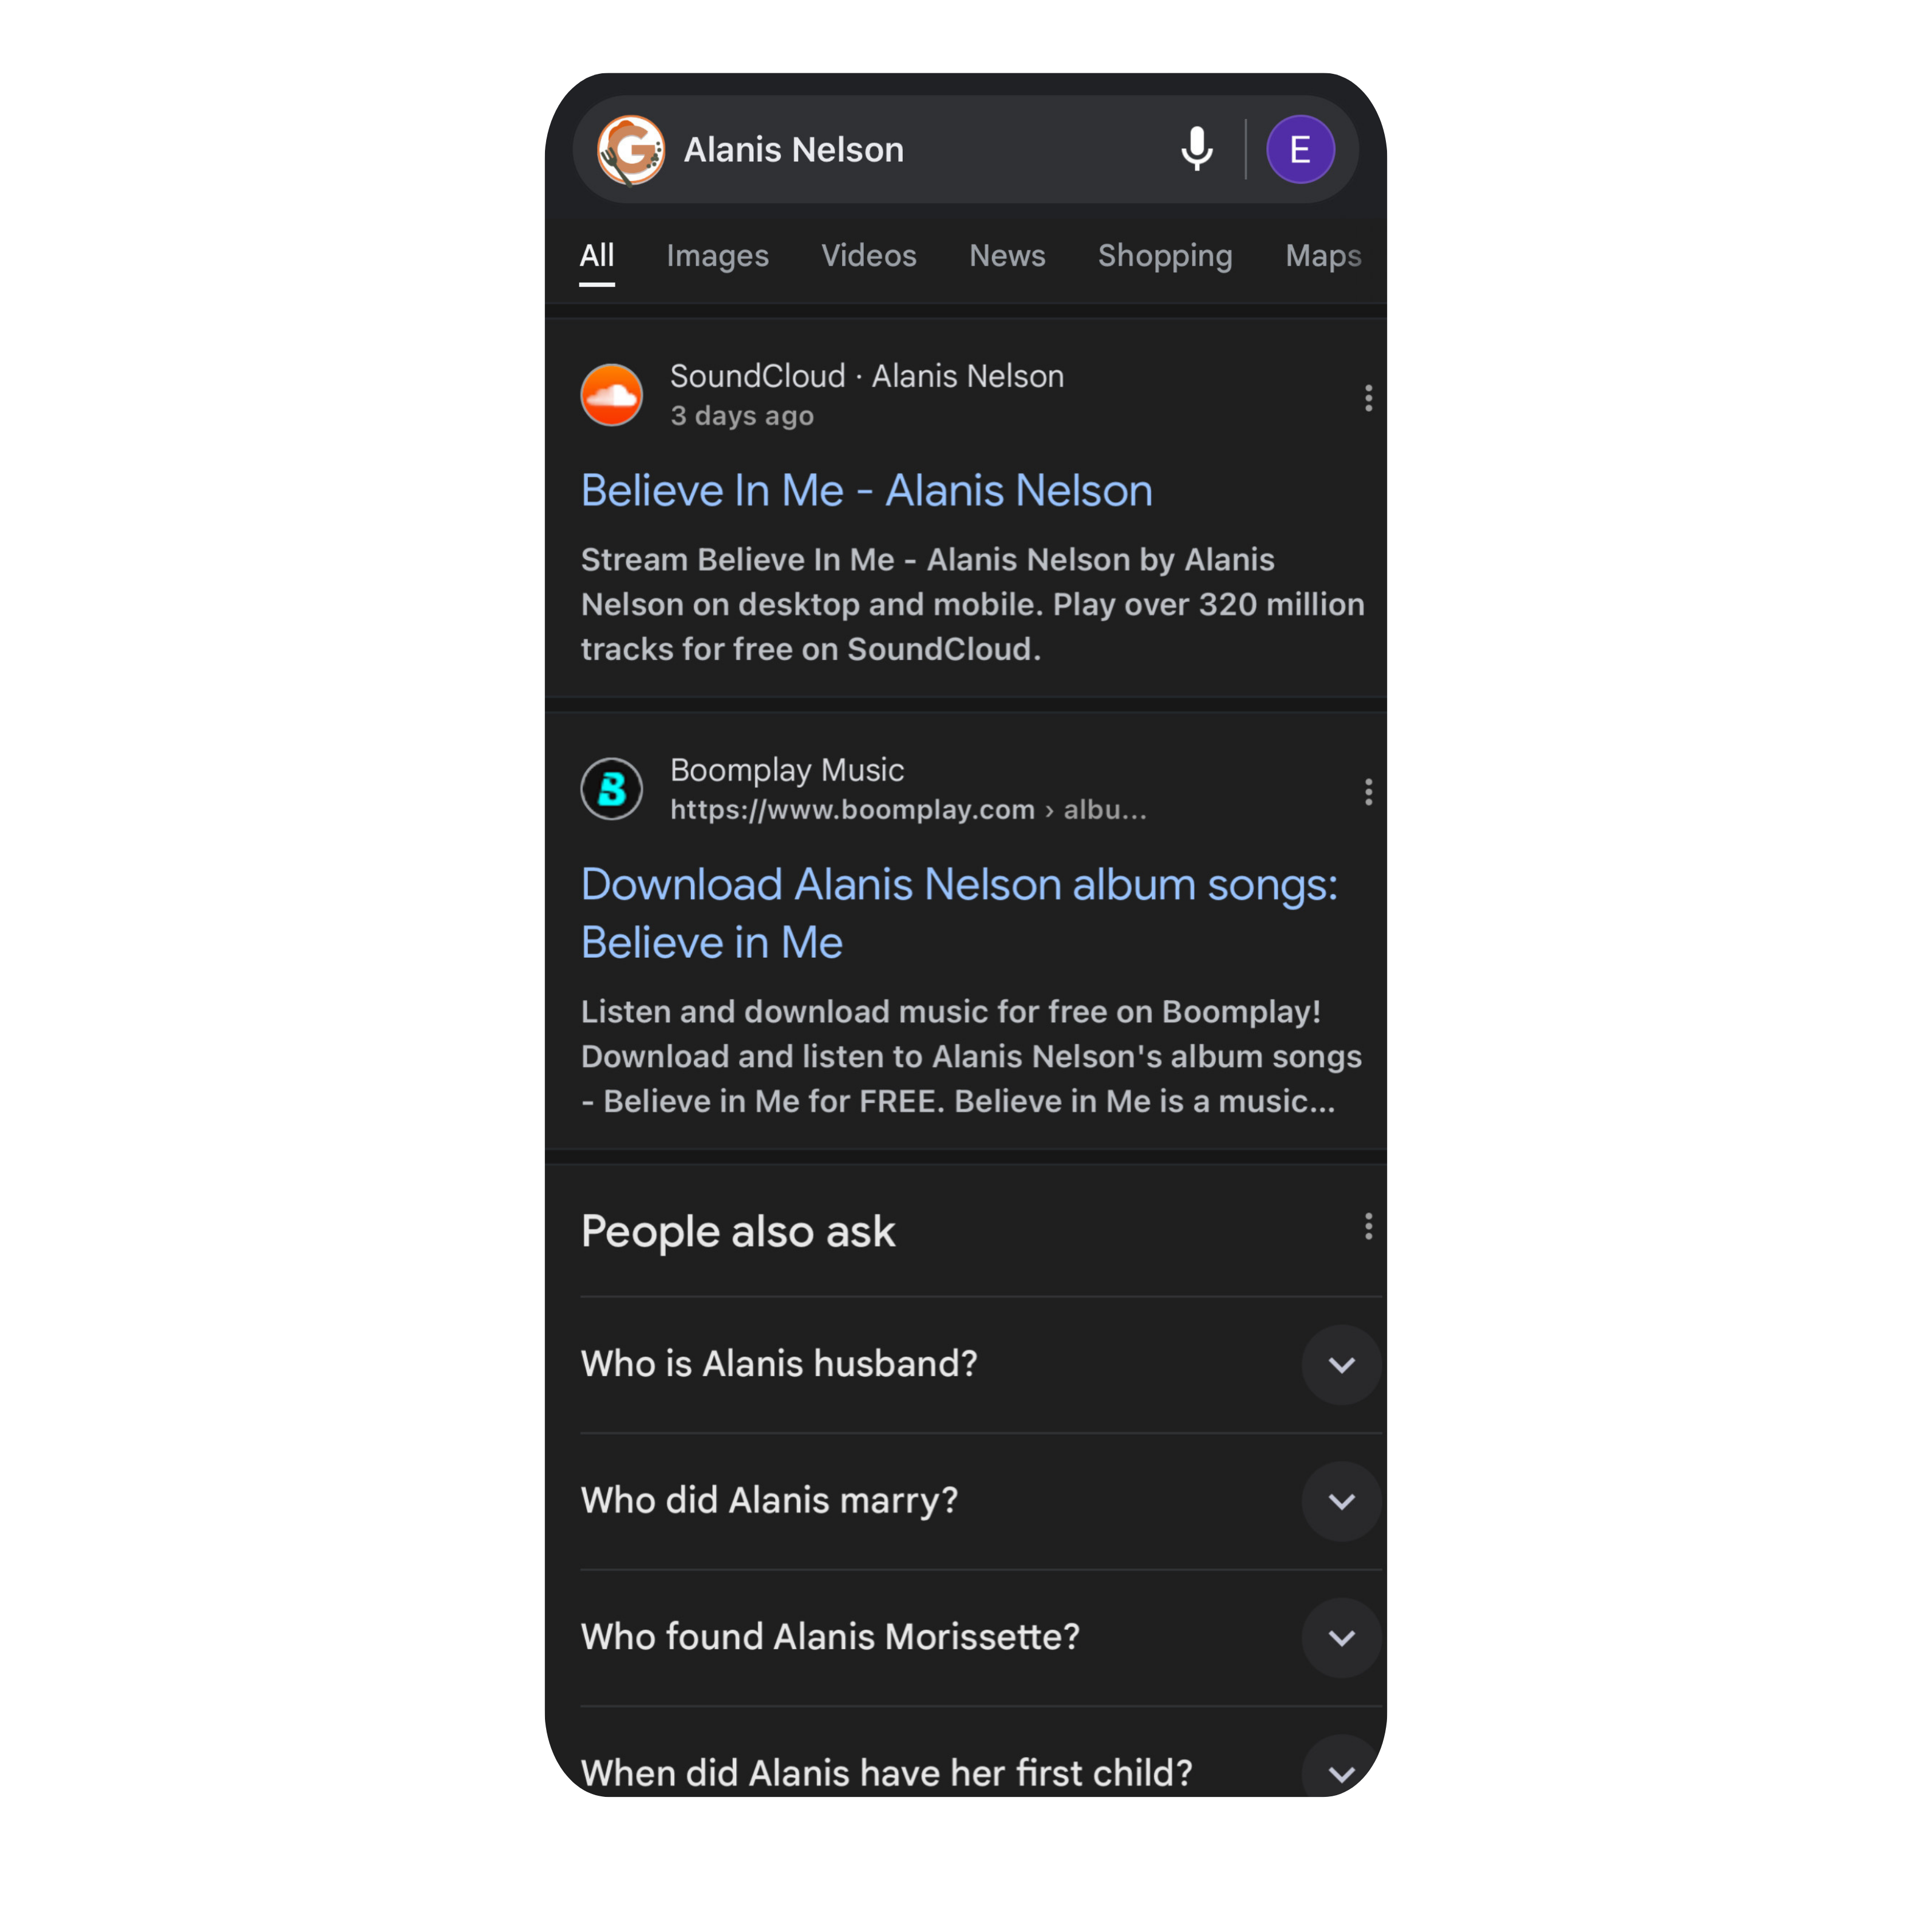 Alanis Nelson
E
All Images Videos News Shopping Maps
SoundCloud · Alanis Nelson
3 days ago
Believe In Me - Alanis Nelson
Stream Believe In Me - Alanis Nelson by Alanis
Nelson on desktop and mobile. Play over 320 million
tracks for free on SoundCloud.
B
Boomplay Music
https://www.boomplay.com › albu...
Download Alanis Nelson album songs:
Believe in Me
Listen and download music for free on Boomplay!
Download and listen to Alanis Nelson's album songs
- Believe in Me for FREE. Believe in Me is a music...
People also ask
Who is Alanis husband?
Who did Alanis marry?
Who found Alanis Morissette?
When did Alanis have her first child?